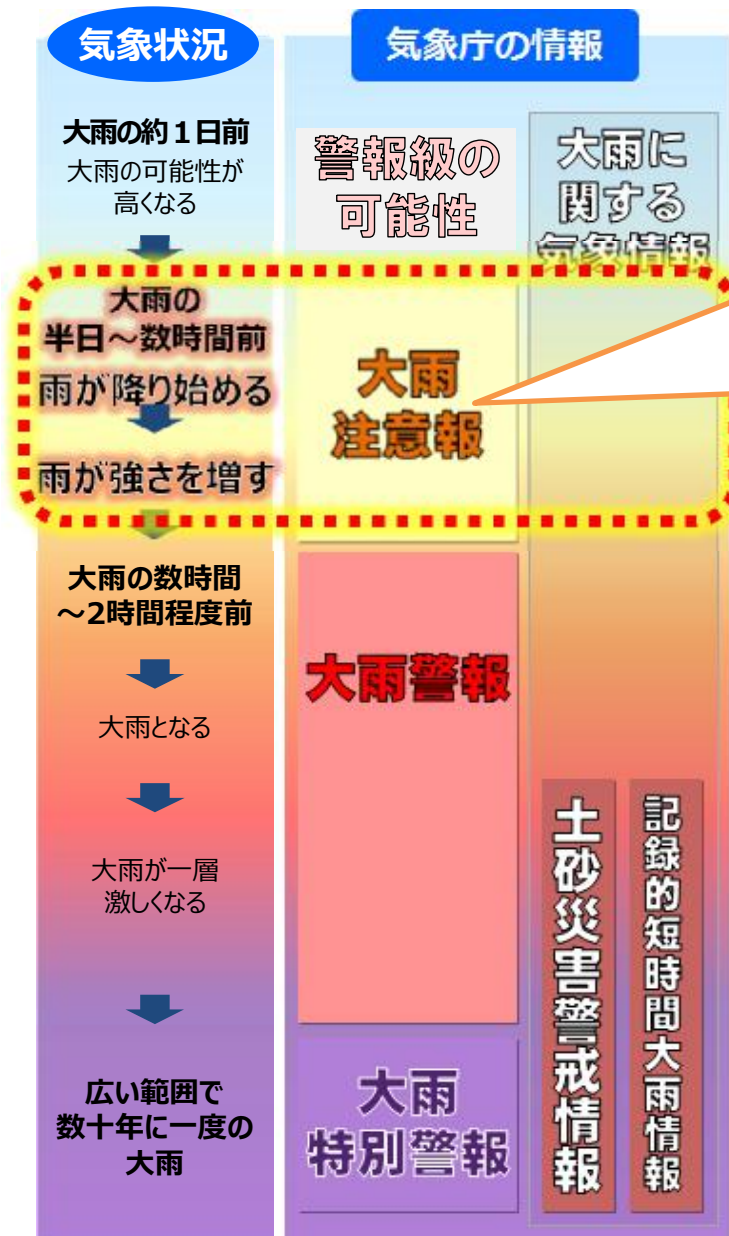 気象状況
気象庁の情報
大雨の約１日前
大雨の可能性が
高くなる
大雨の
半日～数時間前
雨が降り始める
雨が強さを増す
大雨の数時間
～2時間程度前
大雨となる
大雨が一層
激しくなる
広い範囲で
数十年に一度の
大雨
警報級の
可能性
大雨
注意報
大雨警報
大雨
特別警報
大雨に
関する
気象情報
土砂災害警戒情報
記録的短時間大雨情報